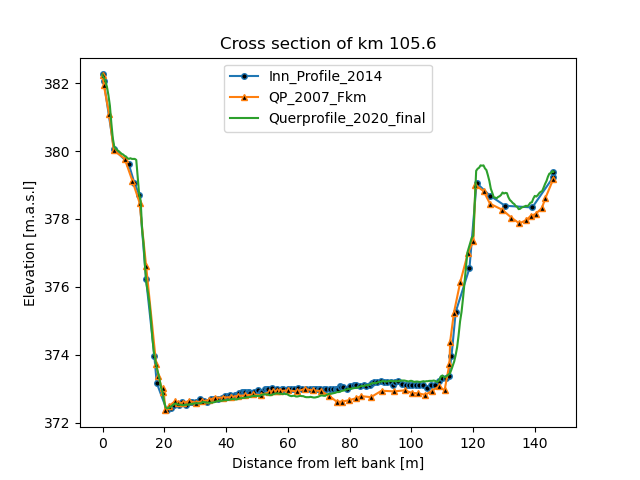 Cross section of km 105.6
Inn_Profile_2014
QP_2007_Fkm
Querprofile_2020_final
Elevation [m.a.s.l]
382
380
378
376
374
372
0 20 40 60 80 100 120 140
Distance from left bank [m]